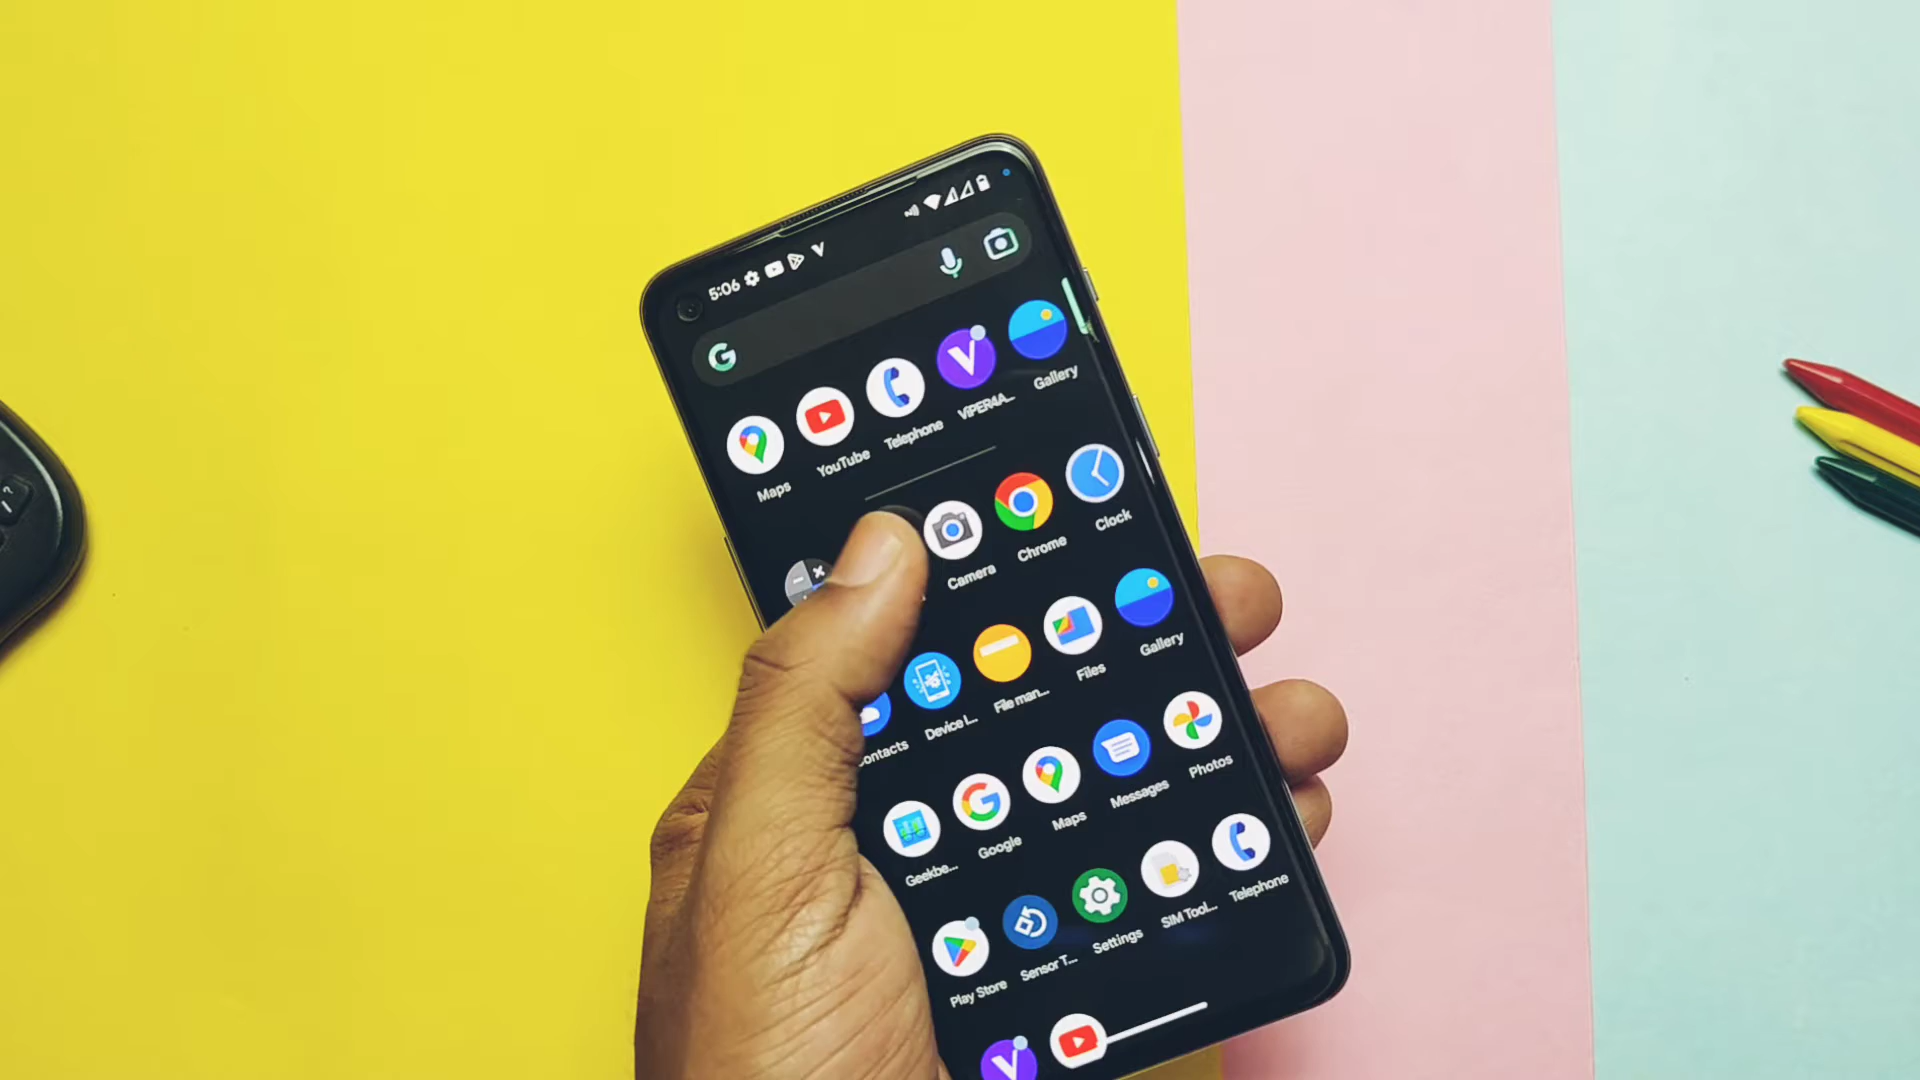 5:06
Maps YouTube Telephone ViPER4A... Gallery
Camera Chrome Clock
ontacts Device I... File man... Files Gallery
Geekbe... Google Maps Messages Photos
Play Store Sensor T... Settings SIM Tool... Telephone